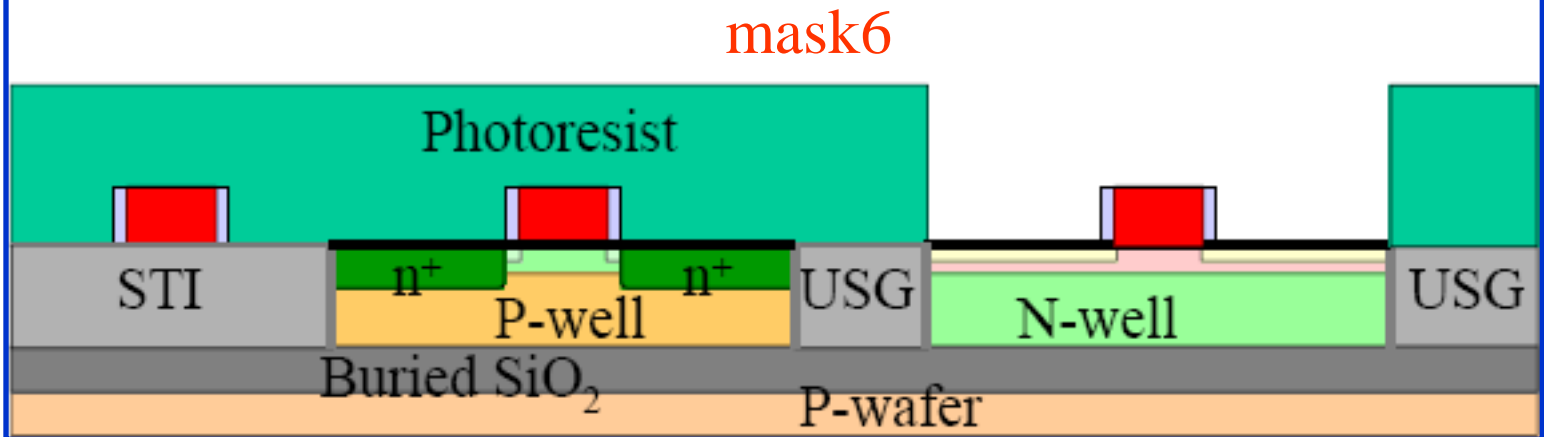 mask6
Photoresist
STI
n⁺
n⁺
USG
USG
P-well
N-well
Buried SiO₂
P-wafer